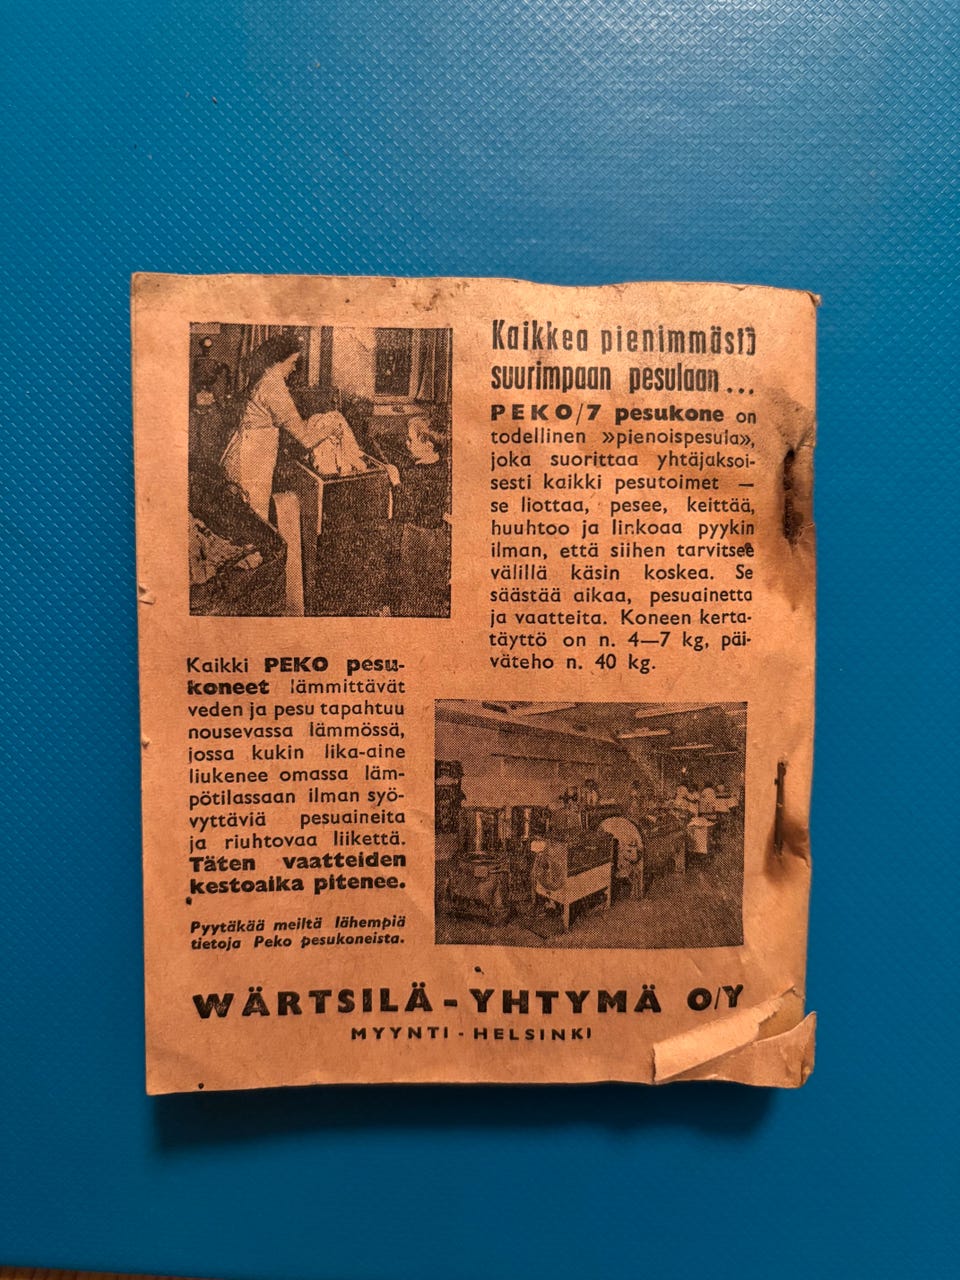 Kaikkea pienimmästä
suurimpaan pesulaan...
PEKO/7 pesukone on
todellinen »pienoispesula»,
joka suorittaa yhtäjaksoi-
sesti kaikki pesutoimet —
se liottaa, pesee, keittää,
huuhtoo ja linkoaa pyykin
ilman, että siihen tarvitsee
välillä käsin koskea. Se
säästää aikaa, pesuainetta
ja vaatteita. Koneen kerta-
täyttö on n. 4—7 kg, päi-
väteho n. 40 kg.
Kaikki PEKO pesu-
koneet lämmittävät
veden ja pesu tapahtuu
nousevassa lämmössä,
jossa kukin lika-aine
liukenee omassa läm-
pötilassaan ilman syö-
vyttäviä pesuaineita
ja riuhtovaa liikettä.
Täten vaatteiden
kestoaika pitenee.
Pyytäkää meiltä lähempiä
tietoja Peko pesukoneista.
WÄRTSILÄ-YHTYMÄ O/Y
MYYNTI - HELSINKI